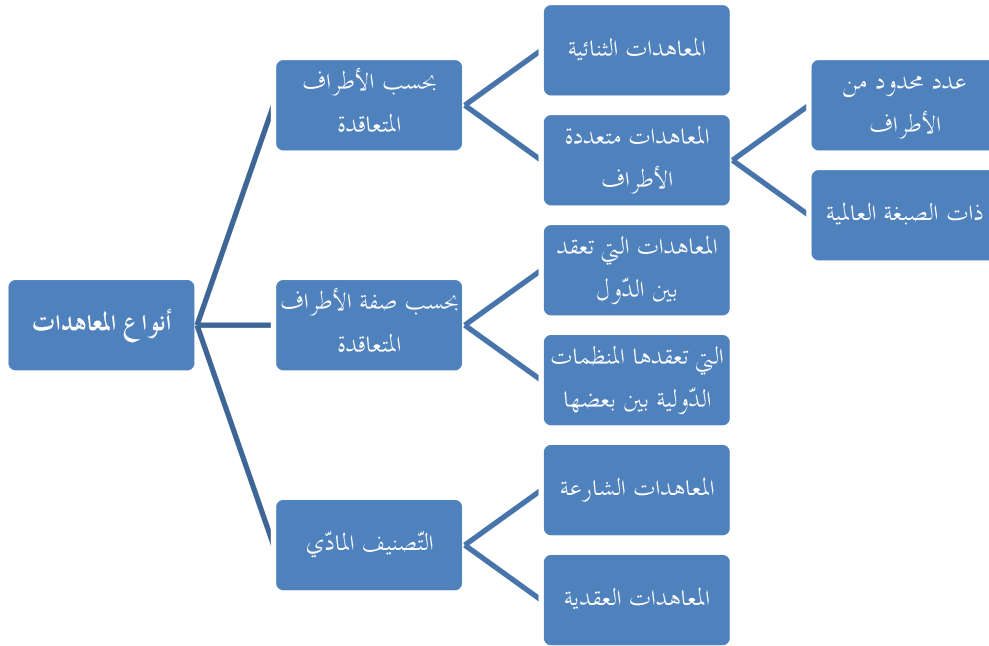 أنواع المعاهدات
بحسب الأطراف
المتعاقدة
المعاهدات الثنائية
المعاهدات متعددة
الأطراف
عدد محدود من
الأطراف
ذات الصبغة العالمية
بحسب صفة الأطراف
المتعاقدة
المعاهدات التي تعقد
بين الدّول
التي تعقدها المنظمات
الدّولية بين بعضها
التّصنيف المادّي
المعاهدات الشارعة
المعاهدات العقدية